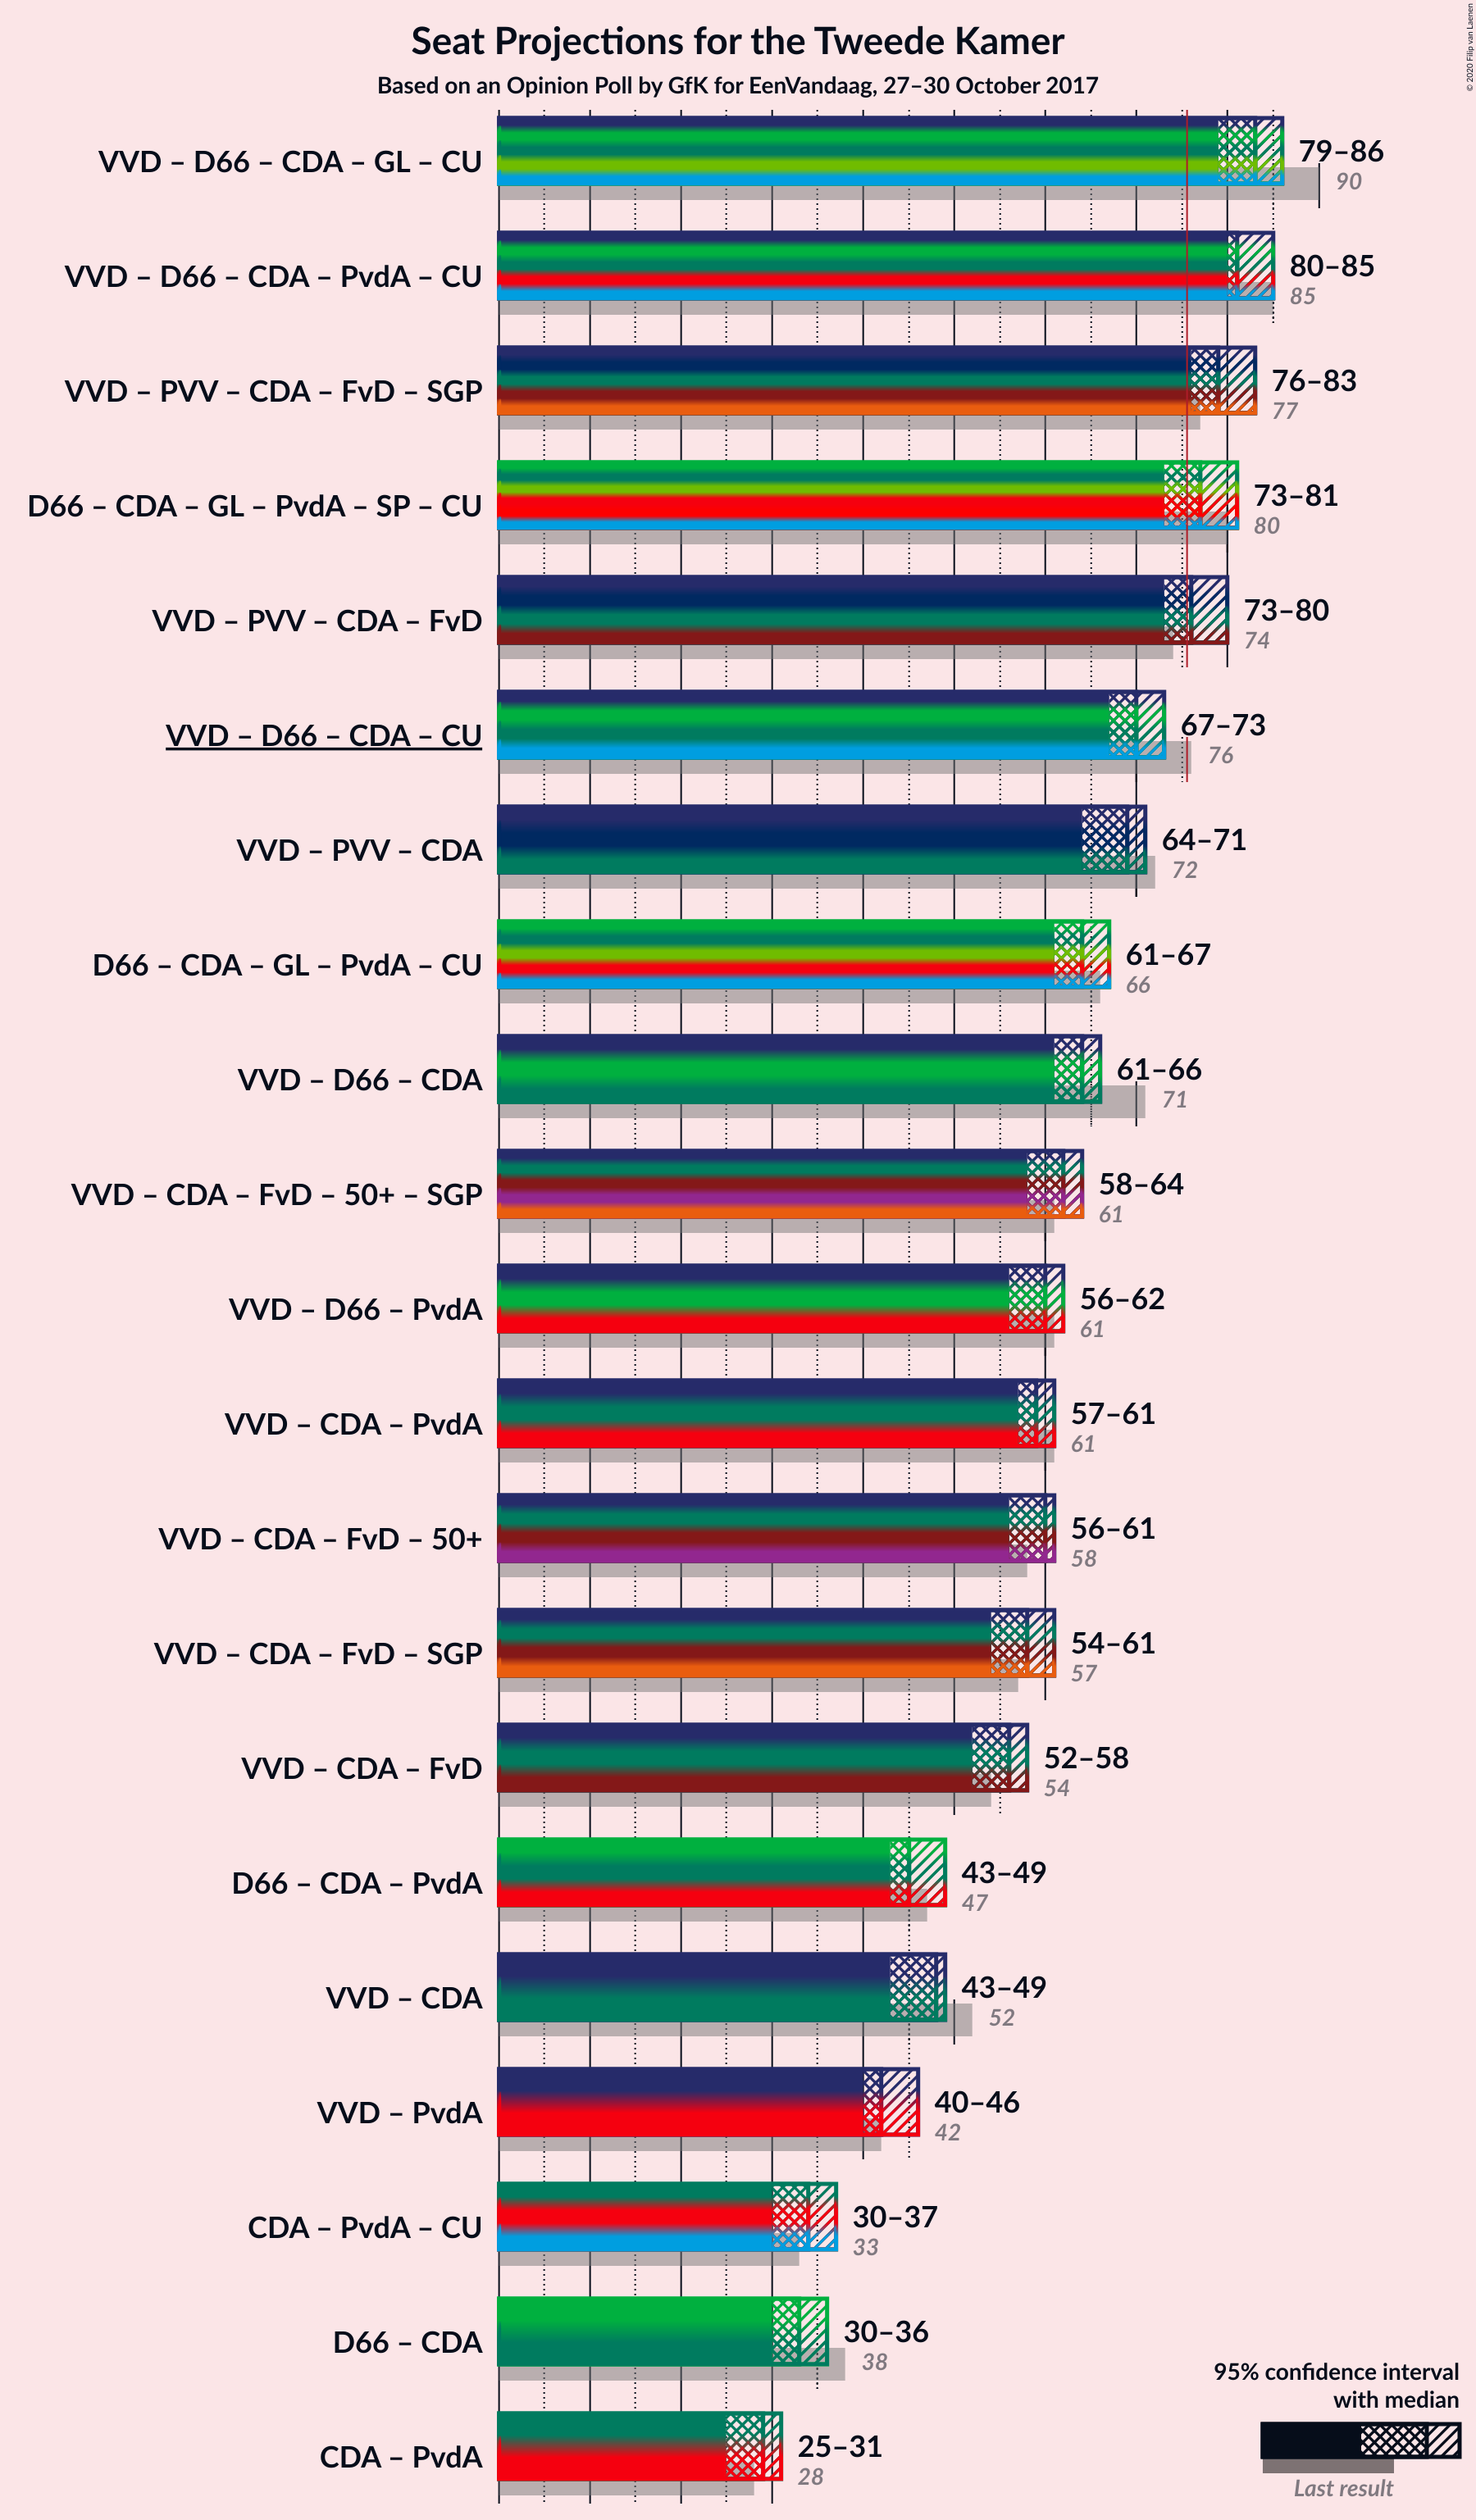 Seat Projections for the Tweede Kamer
Based on an Opinion Poll by GfK for EenVandaag, 27–30 October 2017
© 2020 Filip van Laenen
VVD – D66 – CDA – GL – CU
79–86
90
VVD – D66 – CDA – PvdA – CU
80–85
85
VVD – PVV – CDA – FvD – SGP
76–83
77
D66 – CDA – GL – PvdA – SP – CU
73–81
80
VVD – PVV – CDA – FvD
73–80
74
VVD – D66 – CDA – CU
67–73
76
VVD – PVV – CDA
64–71
72
D66 – CDA – GL – PvdA – CU
61–67
66
VVD – D66 – CDA
61–66
71
VVD – CDA – FvD – 50+ – SGP
58–64
61
VVD – D66 – PvdA
56–62
61
VVD – CDA – PvdA
57–61
61
VVD – CDA – FvD – 50+
56–61
58
VVD – CDA – FvD – SGP
54–61
57
VVD – CDA – FvD
52–58
54
D66 – CDA – PvdA
43–49
47
VVD – CDA
43–49
52
VVD – PvdA
40–46
42
CDA – PvdA – CU
30–37
33
D66 – CDA
30–36
38
CDA – PvdA
25–31
28
95% confidence interval
with median
Last result